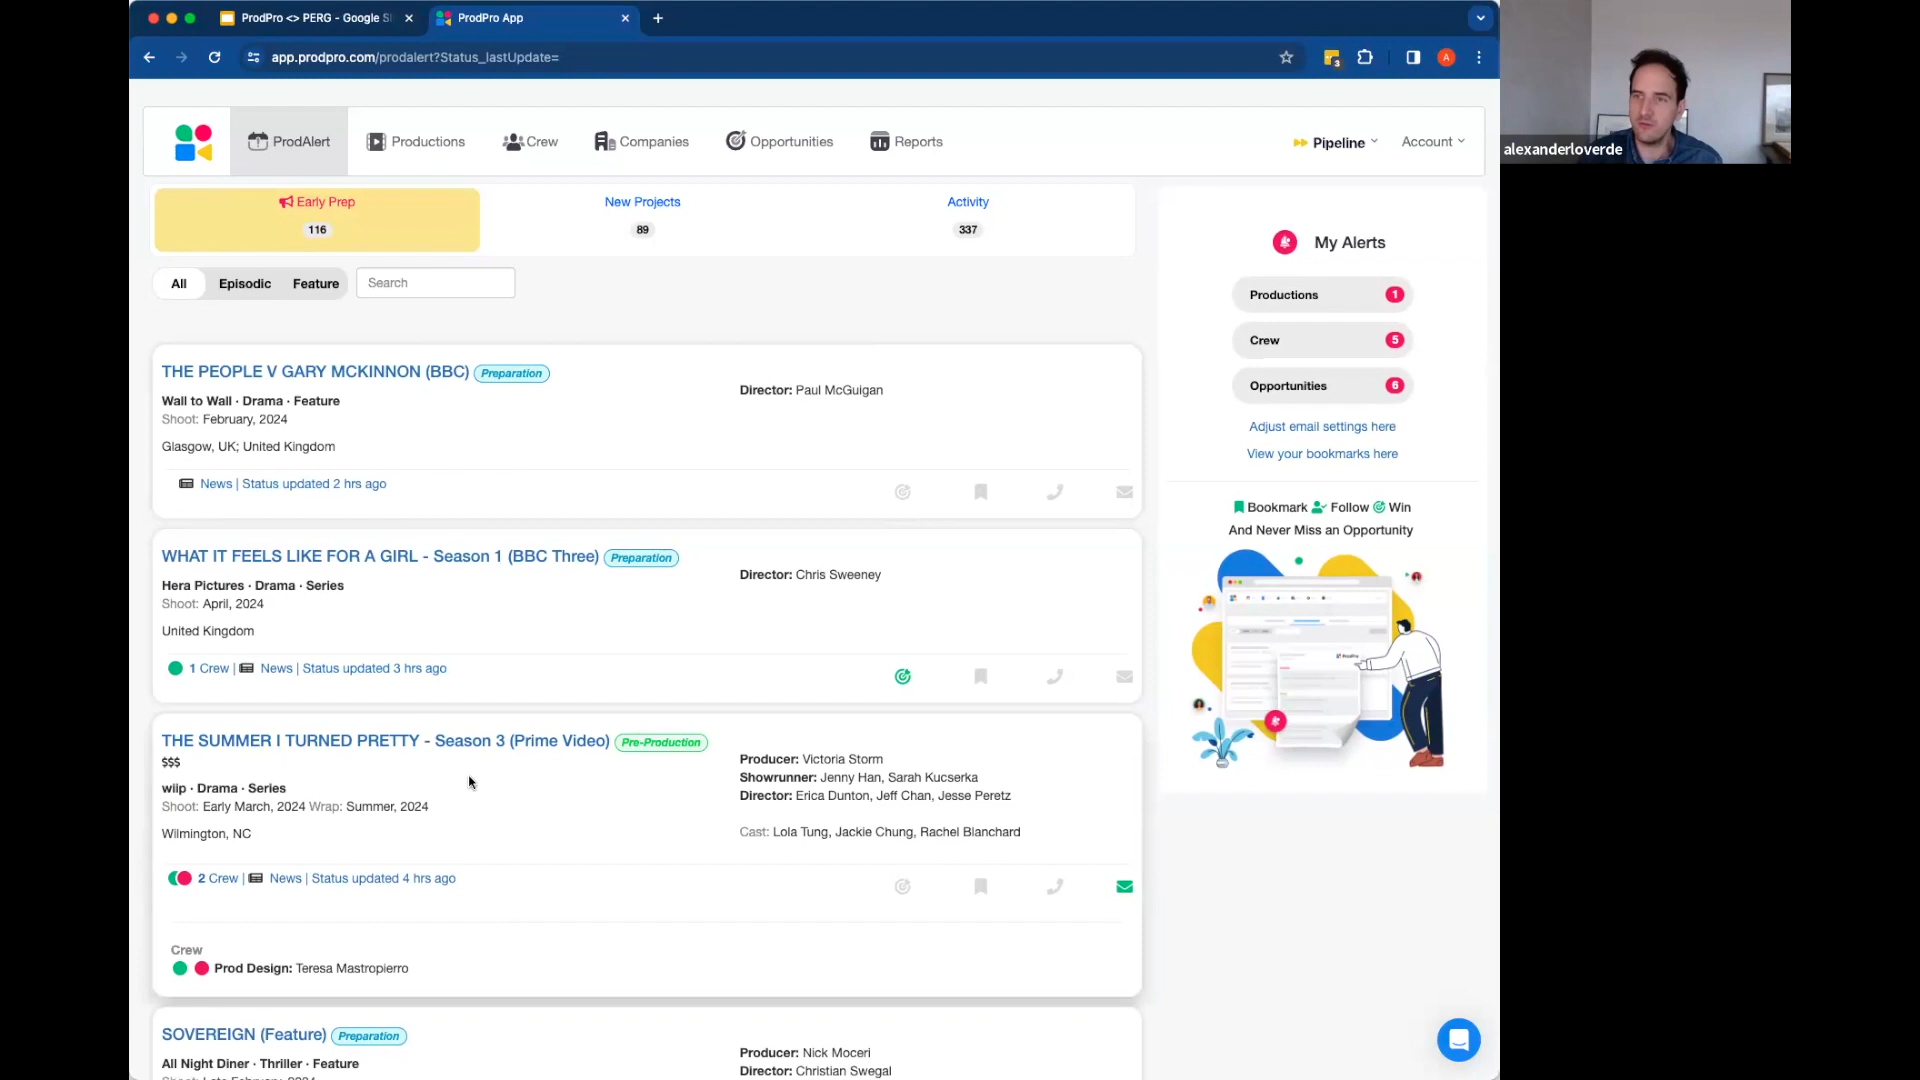 ProdPro <> PERG - Google Sl
ProdPro App
app.prodpro.com/prodalert?Status_lastUpdate=
3
A
alexanderloverde
ProdAlert
Productions
Crew
Companies
Opportunities
Reports
Pipeline
Account
Early Prep
116
New Projects
89
Activity
337
All
Episodic
Feature
Search
THE PEOPLE V GARY MCKINNON (BBC) Preparation
Wall to Wall · Drama · Feature
Shoot: February, 2024
Glasgow, UK; United Kingdom
Director: Paul McGuigan
News | Status updated 2 hrs ago
WHAT IT FEELS LIKE FOR A GIRL - Season 1 (BBC Three) Preparation
Hera Pictures · Drama · Series
Shoot: April, 2024
United Kingdom
Director: Chris Sweeney
1 Crew | News | Status updated 3 hrs ago
THE SUMMER I TURNED PRETTY - Season 3 (Prime Video) Pre-Production
$$$
wiip · Drama · Series
Shoot: Early March, 2024 Wrap: Summer, 2024
Wilmington, NC
Producer: Victoria Storm
Showrunner: Jenny Han, Sarah Kucserka
Director: Erica Dunton, Jeff Chan, Jesse Peretz
Cast: Lola Tung, Jackie Chung, Rachel Blanchard
2 Crew | News | Status updated 4 hrs ago
Crew
Prod Design: Teresa Mastropierro
SOVEREIGN (Feature) Preparation
All Night Diner · Thriller · Feature
Shoot: Late February, 2024
Producer: Nick Moceri
Director: Christian Swegal
My Alerts
Productions 1
Crew 5
Opportunities 6
Adjust email settings here
View your bookmarks here
Bookmark Follow Win
And Never Miss an Opportunity
ProdPro